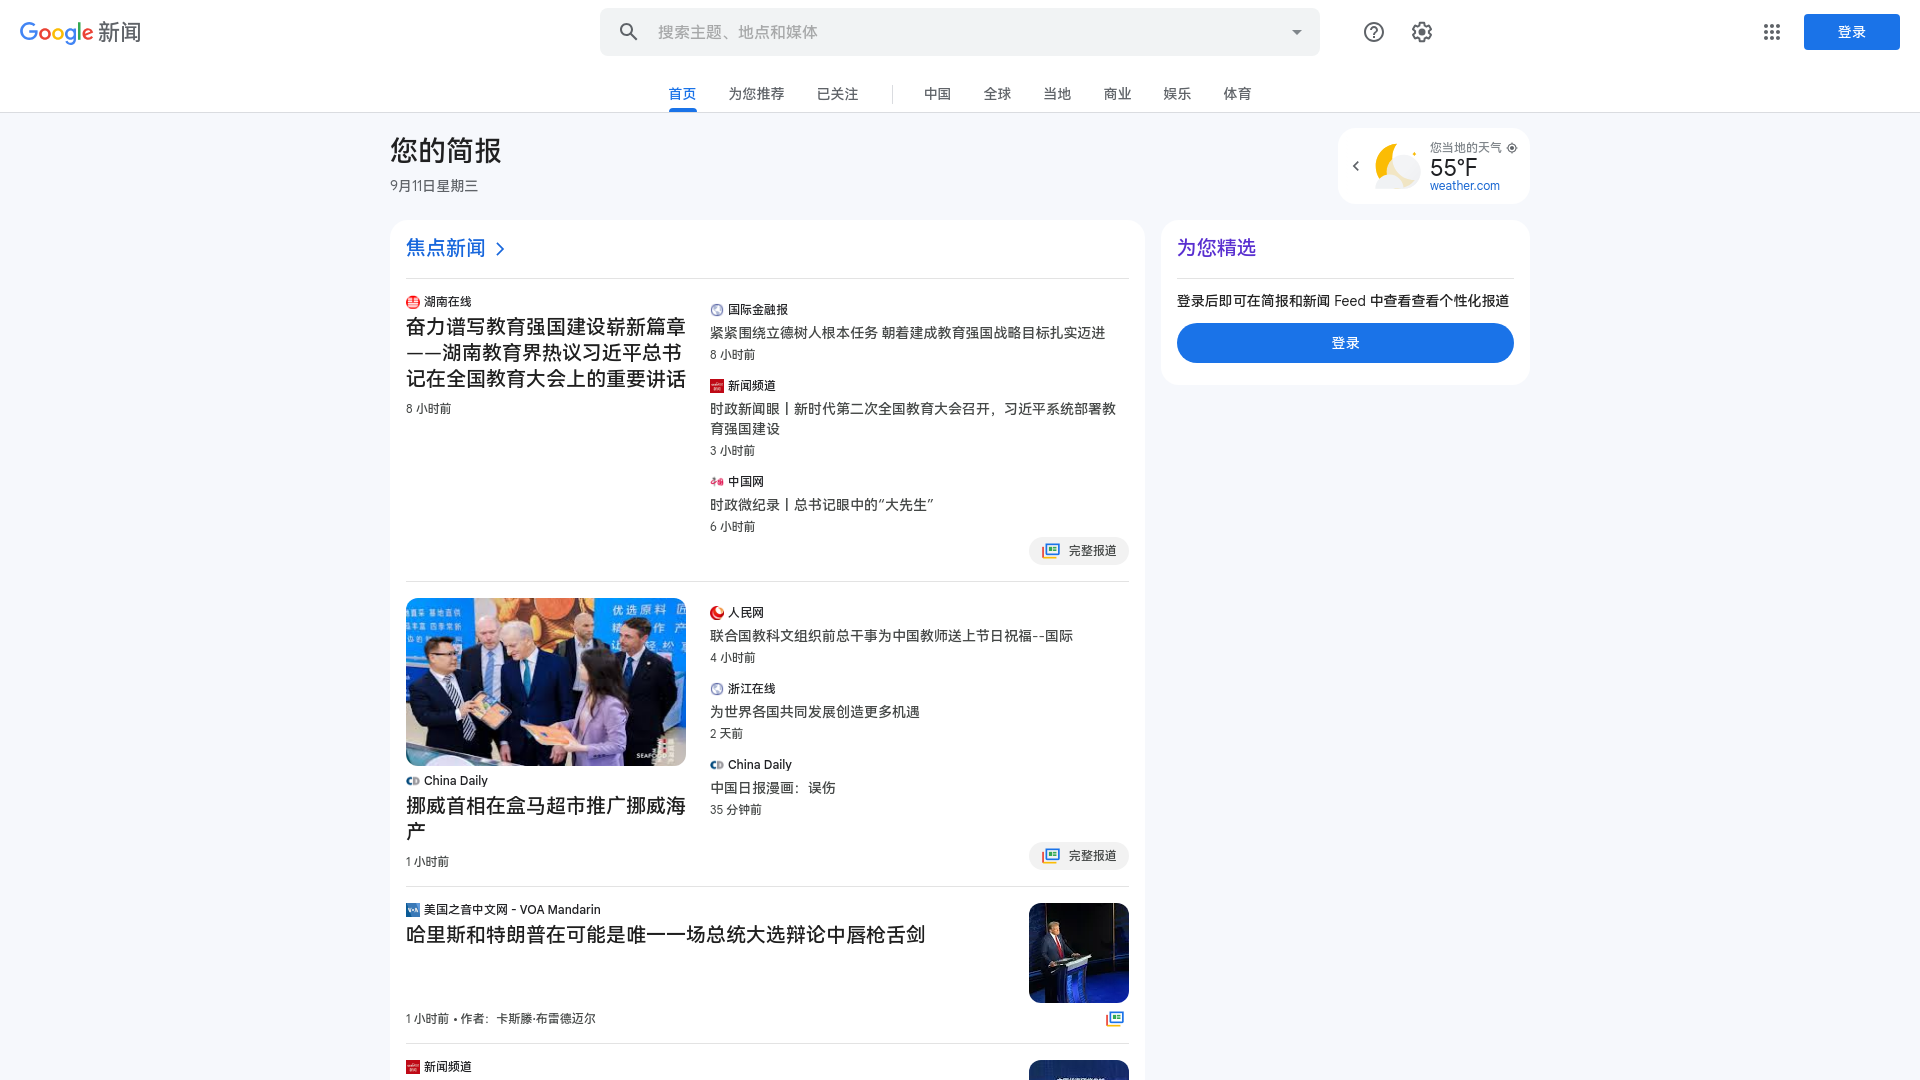 Google 新闻
搜索主题、地点和媒体
登录
首页
为您推荐
已关注
中国
全球
当地
商业
娱乐
体育
您的简报
9月11日星期三
您当地的天气
55°F
weather.com
焦点新闻
湖南在线
奋力谱写教育强国建设崭新篇章
——湖南教育界热议习近平总书
记在全国教育大会上的重要讲话
8 小时前
国际金融报
紧紧围绕立德树人根本任务 朝着建成教育强国战略目标扎实迈进
8 小时前
新闻频道
时政新闻眼丨新时代第二次全国教育大会召开，习近平系统部署教
育强国建设
3 小时前
中国网
时政微纪录丨总书记眼中的“大先生”
6 小时前
完整报道
优选原料
SEAFOOD
China Daily
挪威首相在盒马超市推广挪威海
产
1 小时前
人民网
联合国教科文组织前总干事为中国教师送上节日祝福--国际
4 小时前
浙江在线
为世界各国共同发展创造更多机遇
2 天前
China Daily
中国日报漫画：误伤
35 分钟前
完整报道
美国之音中文网 - VOA Mandarin
哈里斯和特朗普在可能是唯一一场总统大选辩论中唇枪舌剑
1 小时前 • 作者：卡斯滕·布雷德迈尔
新闻频道
为您精选
登录后即可在简报和新闻 Feed 中查看查看个性化报道
登录